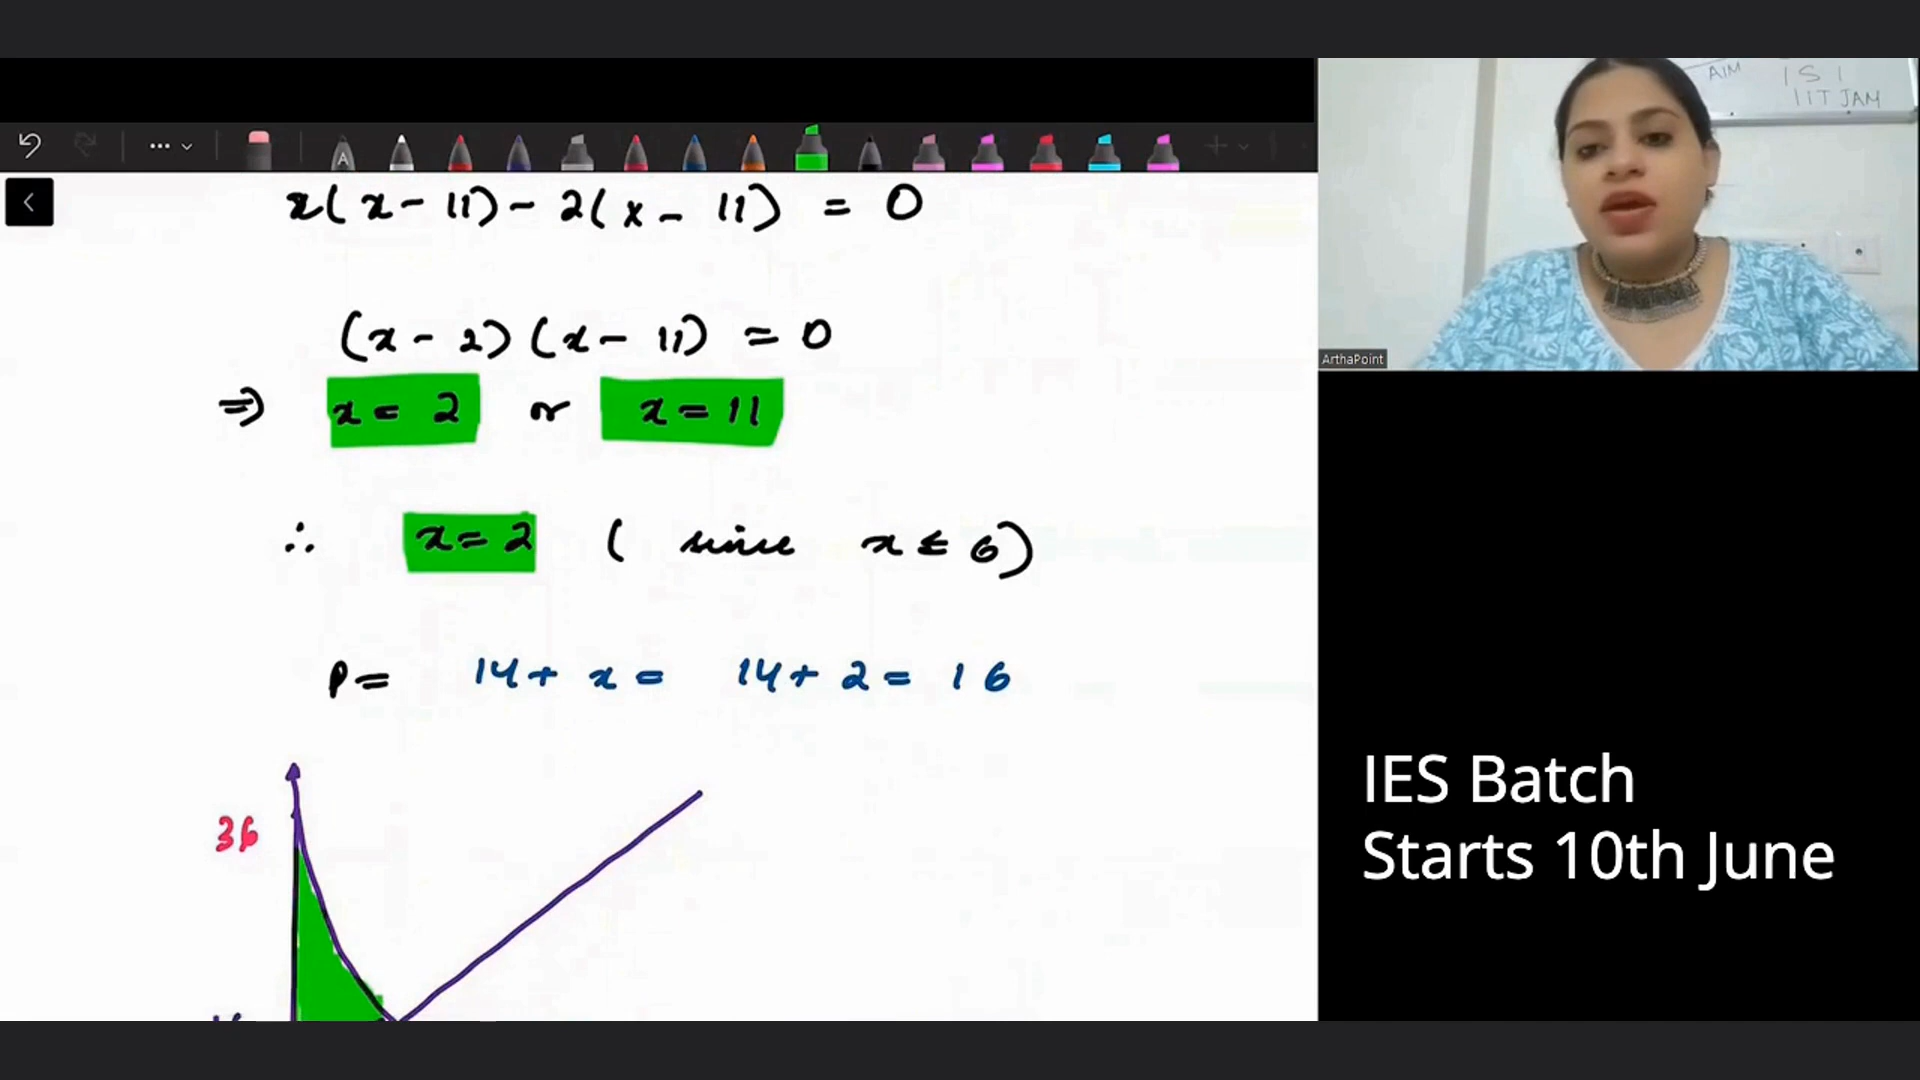 x(x - 11) - 2(x - 11) = 0
(x - 2)(x - 11) = 0
⇒ x = 2 or x = 11
∴ x = 2 (since x ≤ 6)
P = 14 + x = 14 + 2 = 16
36
A
AIM
ISI
IIT JAM
ArthaPoint
IES Batch
Starts 10th June